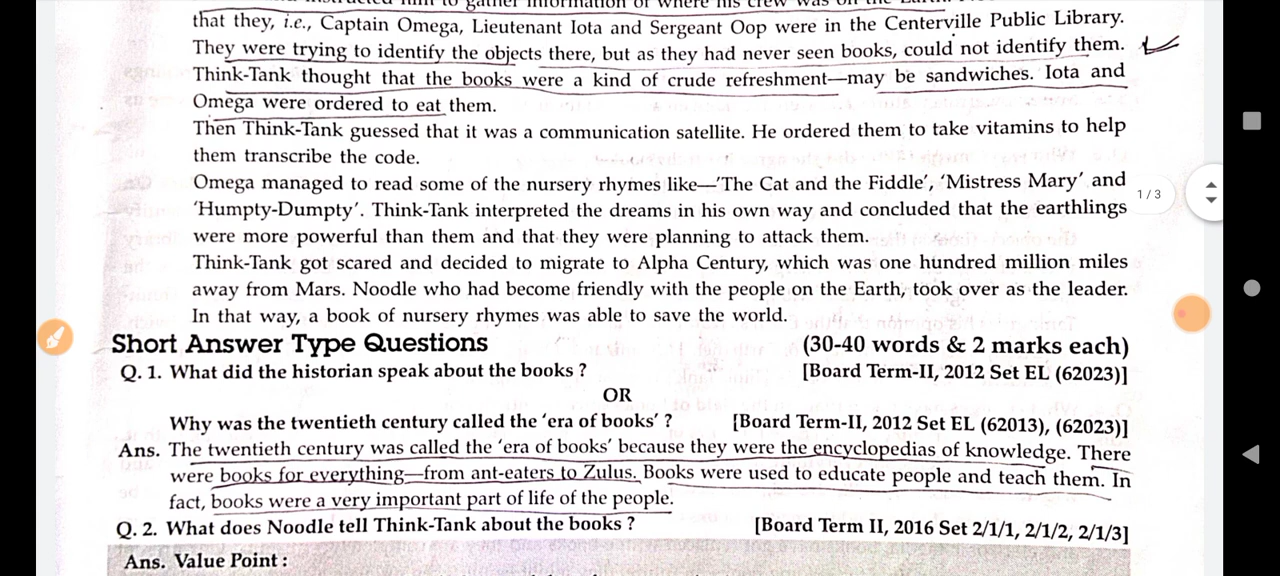 that they, i.e., Captain Omega, Lieutenant Iota and Sergeant Oop were in the Centerville Public Library.
They were trying to identify the objects there, but as they had never seen books, could not identify them.
Think-Tank thought that the books were a kind of crude refreshment—may be sandwiches. Iota and
Omega were ordered to eat them.
Then Think-Tank guessed that it was a communication satellite. He ordered them to take vitamins to help
them transcribe the code.
Omega managed to read some of the nursery rhymes like—'The Cat and the Fiddle', 'Mistress Mary' and
1 / 3
'Humpty-Dumpty'. Think-Tank interpreted the dreams in his own way and concluded that the earthlings
were more powerful than them and that they were planning to attack them.
Think-Tank got scared and decided to migrate to Alpha Century, which was one hundred million miles
away from Mars. Noodle who had become friendly with the people on the Earth, took over as the leader.
In that way, a book of nursery rhymes was able to save the world.
Short Answer Type Questions (30-40 words & 2 marks each)
Q. 1. What did the historian speak about the books ? [Board Term-II, 2012 Set EL (62023)]
OR
Why was the twentieth century called the 'era of books' ? [Board Term-II, 2012 Set EL (62013), (62023)]
Ans. The twentieth century was called the 'era of books' because they were the encyclopedias of knowledge. There
were books for everything—from ant-eaters to Zulus. Books were used to educate people and teach them. In
fact, books were a very important part of life of the people.
Q. 2. What does Noodle tell Think-Tank about the books ? [Board Term II, 2016 Set 2/1/1, 2/1/2, 2/1/3]
Ans. Value Point :